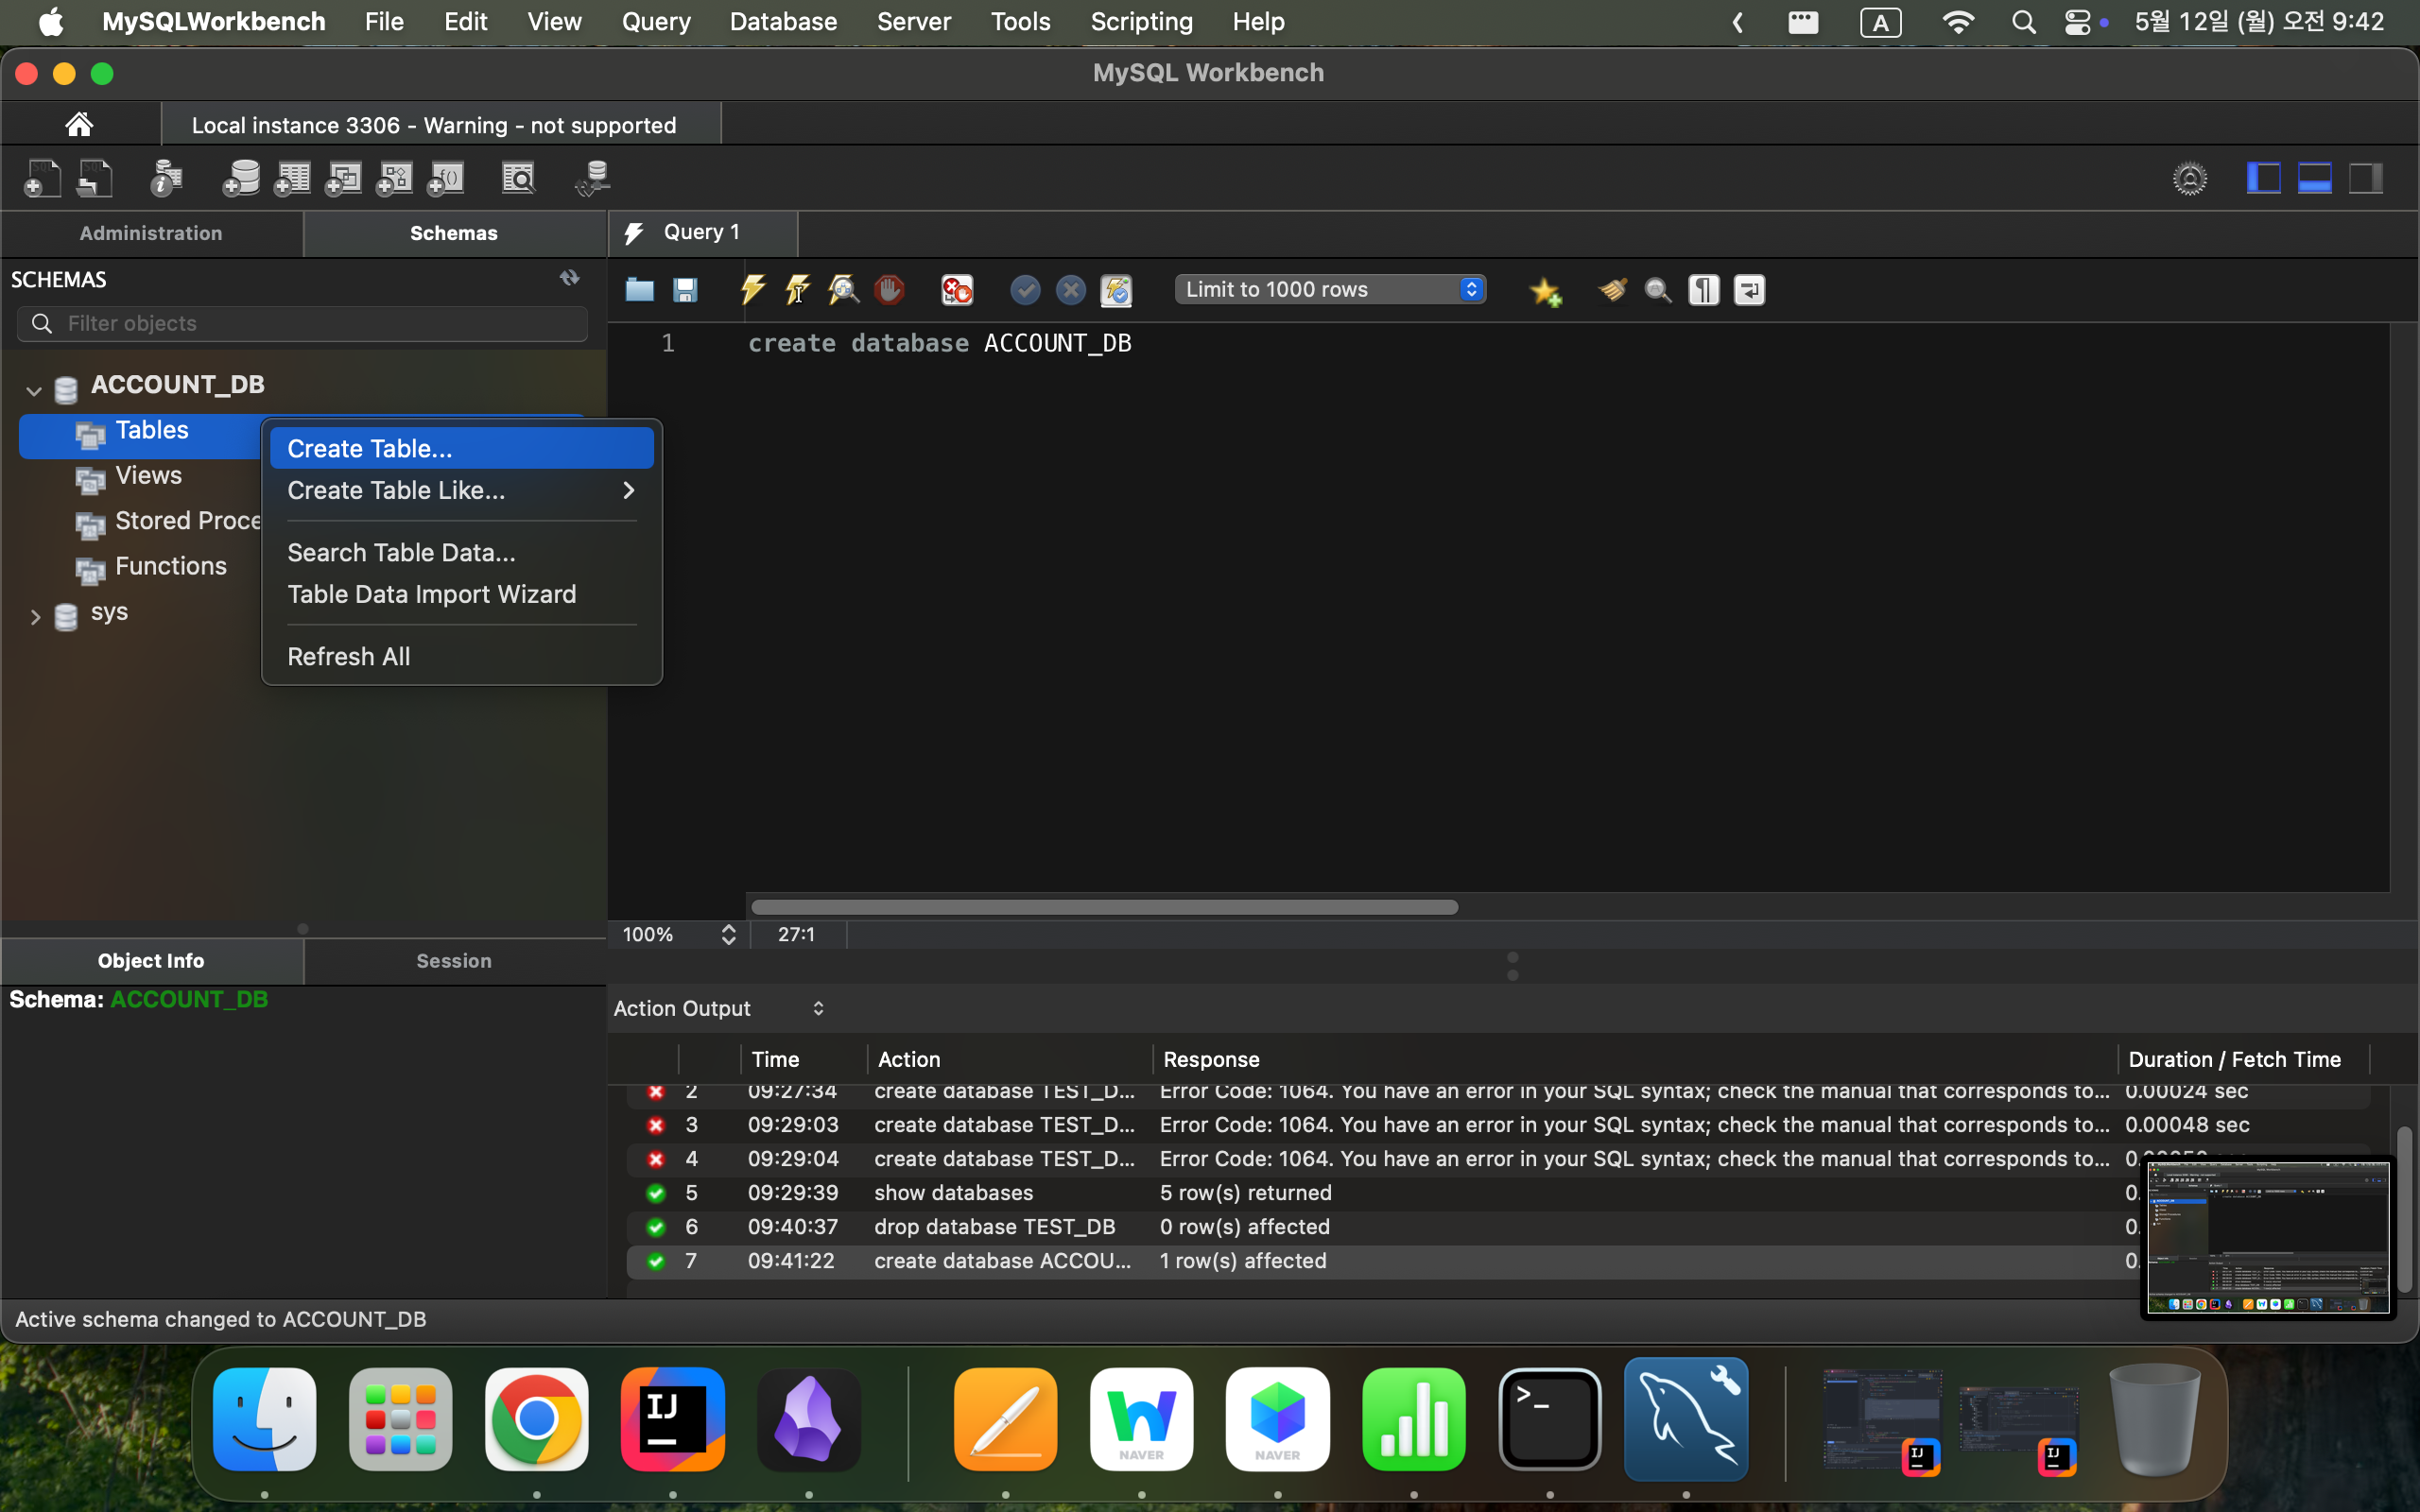 MySQLWorkbench File Edit View Query Database Server Tools Scripting Help A 5월 12일 (월) 오전 9:42
MySQL Workbench
Local instance 3306 - Warning - not supported
Administration Schemas
Query 1
SCHEMAS
Filter objects
Limit to 1000 rows
1 create database ACCOUNT_DB
ACCOUNT_DB
Tables
Views
Stored Proce
Functions
sys
Create Table...
Create Table Like...
Search Table Data...
Table Data Import Wizard
Refresh All
100% 27:1
Object Info Session
Schema: ACCOUNT_DB
Action Output
Time Action Response Duration / Fetch Time
2 09:27:34 create database TEST_D... Error Code: 1064. You have an error in your SQL syntax; check the manual that corresponds to... 0.00024 sec
3 09:29:03 create database TEST_D... Error Code: 1064. You have an error in your SQL syntax; check the manual that corresponds to... 0.00048 sec
4 09:29:04 create database TEST_D... Error Code: 1064. You have an error in your SQL syntax; check the manual that corresponds to...
5 09:29:39 show databases 5 row(s) returned 0.
6 09:40:37 drop database TEST_DB 0 row(s) affected 0.
7 09:41:22 create database ACCOU... 1 row(s) affected 0.
Active schema changed to ACCOUNT_DB
IJ
NAVER
NAVER
>_
IJ
IJ